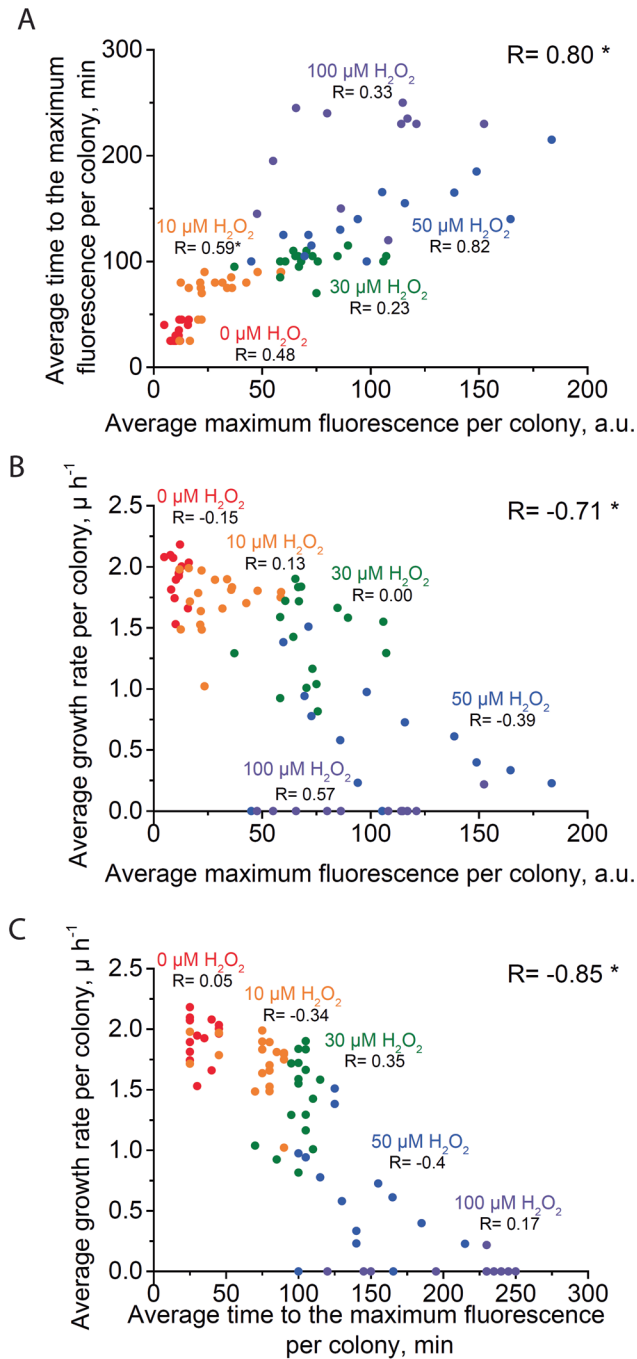 A
Average time to the maximum
fluorescence per colony, min
300
200
100
0
0
50
100
150
200
Average maximum fluorescence per colony, a.u.
R= 0.80 *
100 µM H₂O₂
R= 0.33
10 µM H₂O₂
R= 0.59*
50 µM H₂O₂
R= 0.82
30 µM H₂O₂
R= 0.23
0 µM H₂O₂
R= 0.48
B
Average growth rate per colony, µ h⁻¹
2.5
2.0
1.5
1.0
0.5
0.0
0
50
100
150
200
Average maximum fluorescence per colony, a.u.
R= -0.71 *
0 µM H₂O₂
R= -0.15
10 µM H₂O₂
R= 0.13
30 µM H₂O₂
R= 0.00
50 µM H₂O₂
R= -0.39
100 µM H₂O₂
R= 0.57
C
Average growth rate per colony, µ h⁻¹
2.5
2.0
1.5
1.0
0.5
0.0
0
50
100
150
200
250
300
Average time to the maximum fluorescence
per colony, min
R= -0.85 *
0 µM H₂O₂
R= 0.05
10 µM H₂O₂
R= -0.34
30 µM H₂O₂
R= 0.35
50 µM H₂O₂
R= -0.4
100 µM H₂O₂
R= 0.17